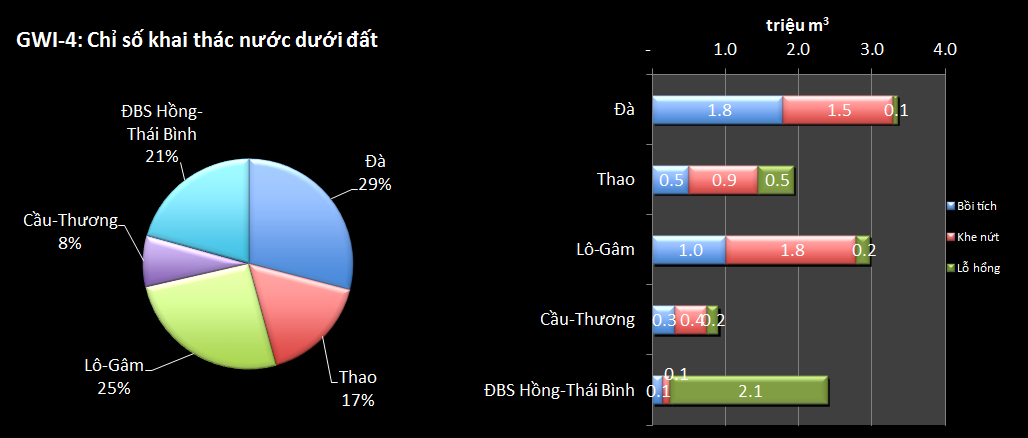 GWI-4: Chỉ số khai thác nước dưới đất
ĐBS Hồng-
Thái Bình
21%
Đà
29%
Cầu-Thương
8%
Lô-Gâm
25%
Thao
17%
triệu m³
- 1.0 2.0 3.0 4.0
Đà 1.8 1.5 0.1
Thao 0.5 0.9 0.5
Lô-Gâm 1.0 1.8 0.2
Cầu-Thương 0.3 0.4 0.2
ĐBS Hồng-Thái Bình 0.1 0.1 2.1
Bồi tích
Khe nứt
Lỗ hổng